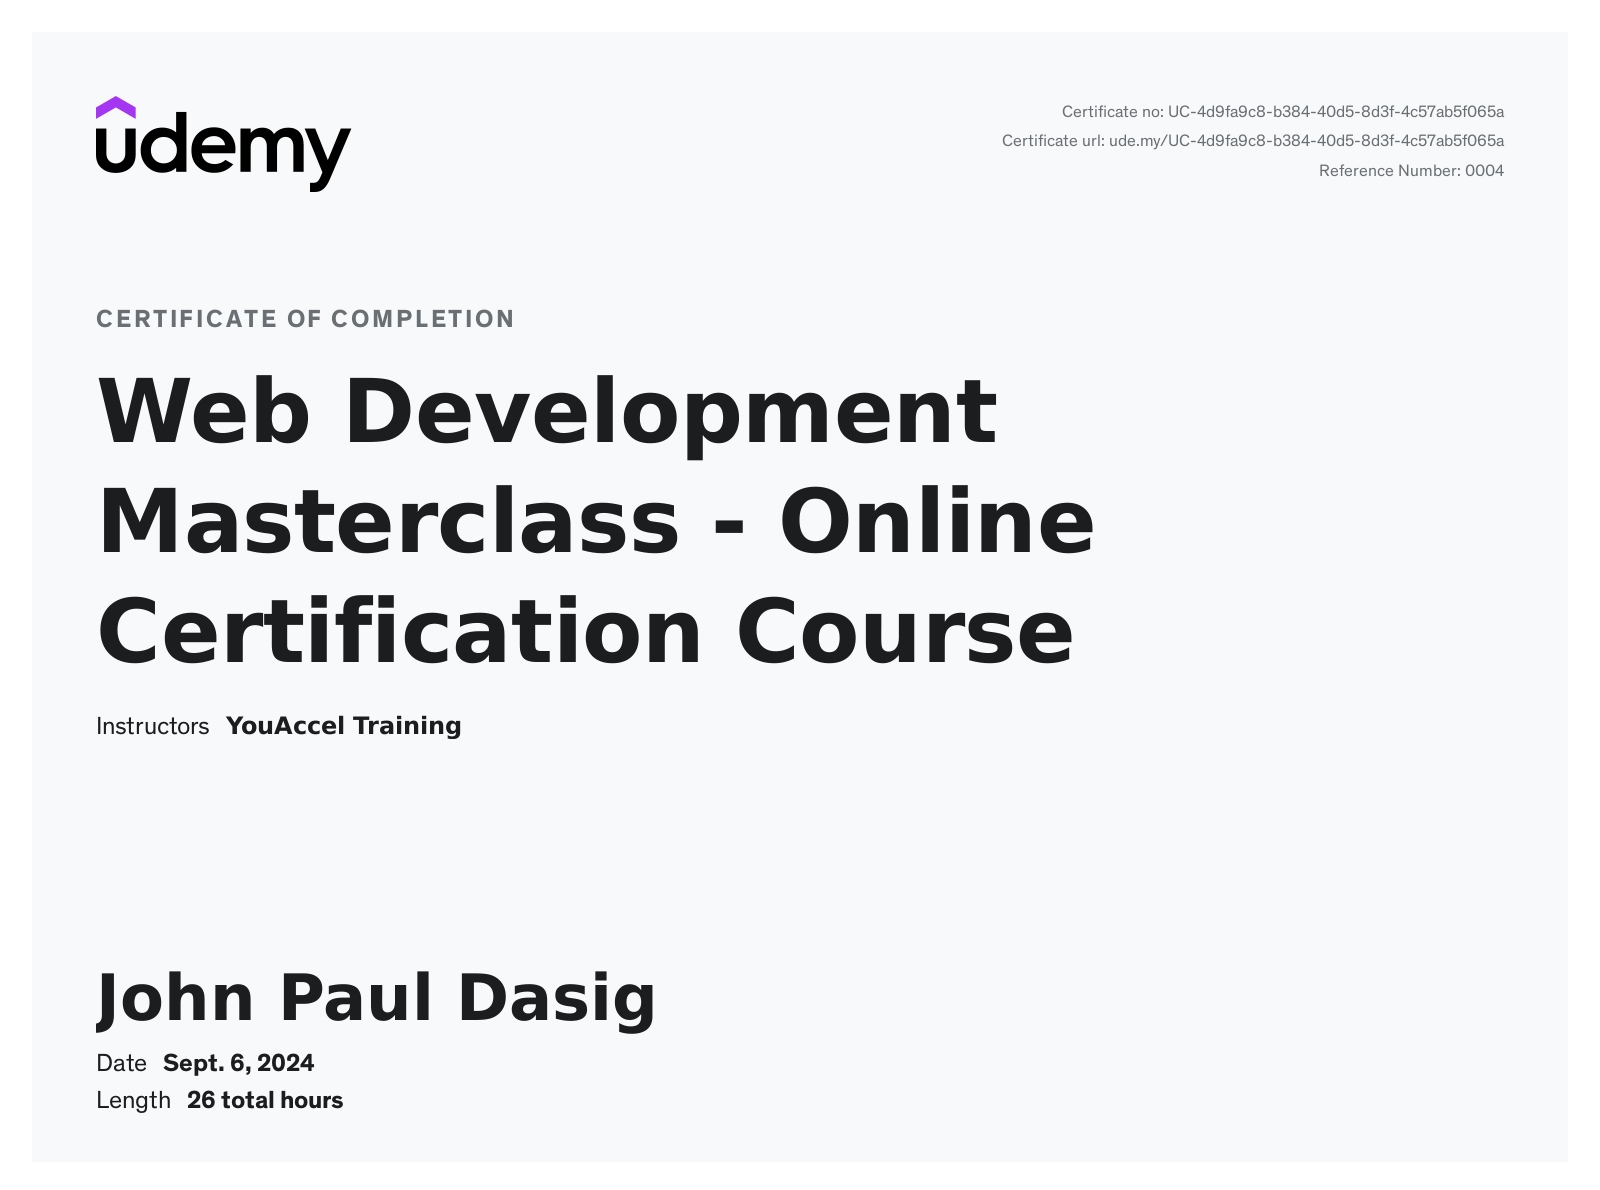 udemy
Certificate no: UC-4d9fa9c8-b384-40d5-8d3f-4c57ab5f065a
Certificate url: ude.my/UC-4d9fa9c8-b384-40d5-8d3f-4c57ab5f065a
Reference Number: 0004
CERTIFICATE OF COMPLETION
Web Development
Masterclass - Online
Certification Course
Instructors YouAccel Training
John Paul Dasig
Date Sept. 6, 2024
Length 26 total hours